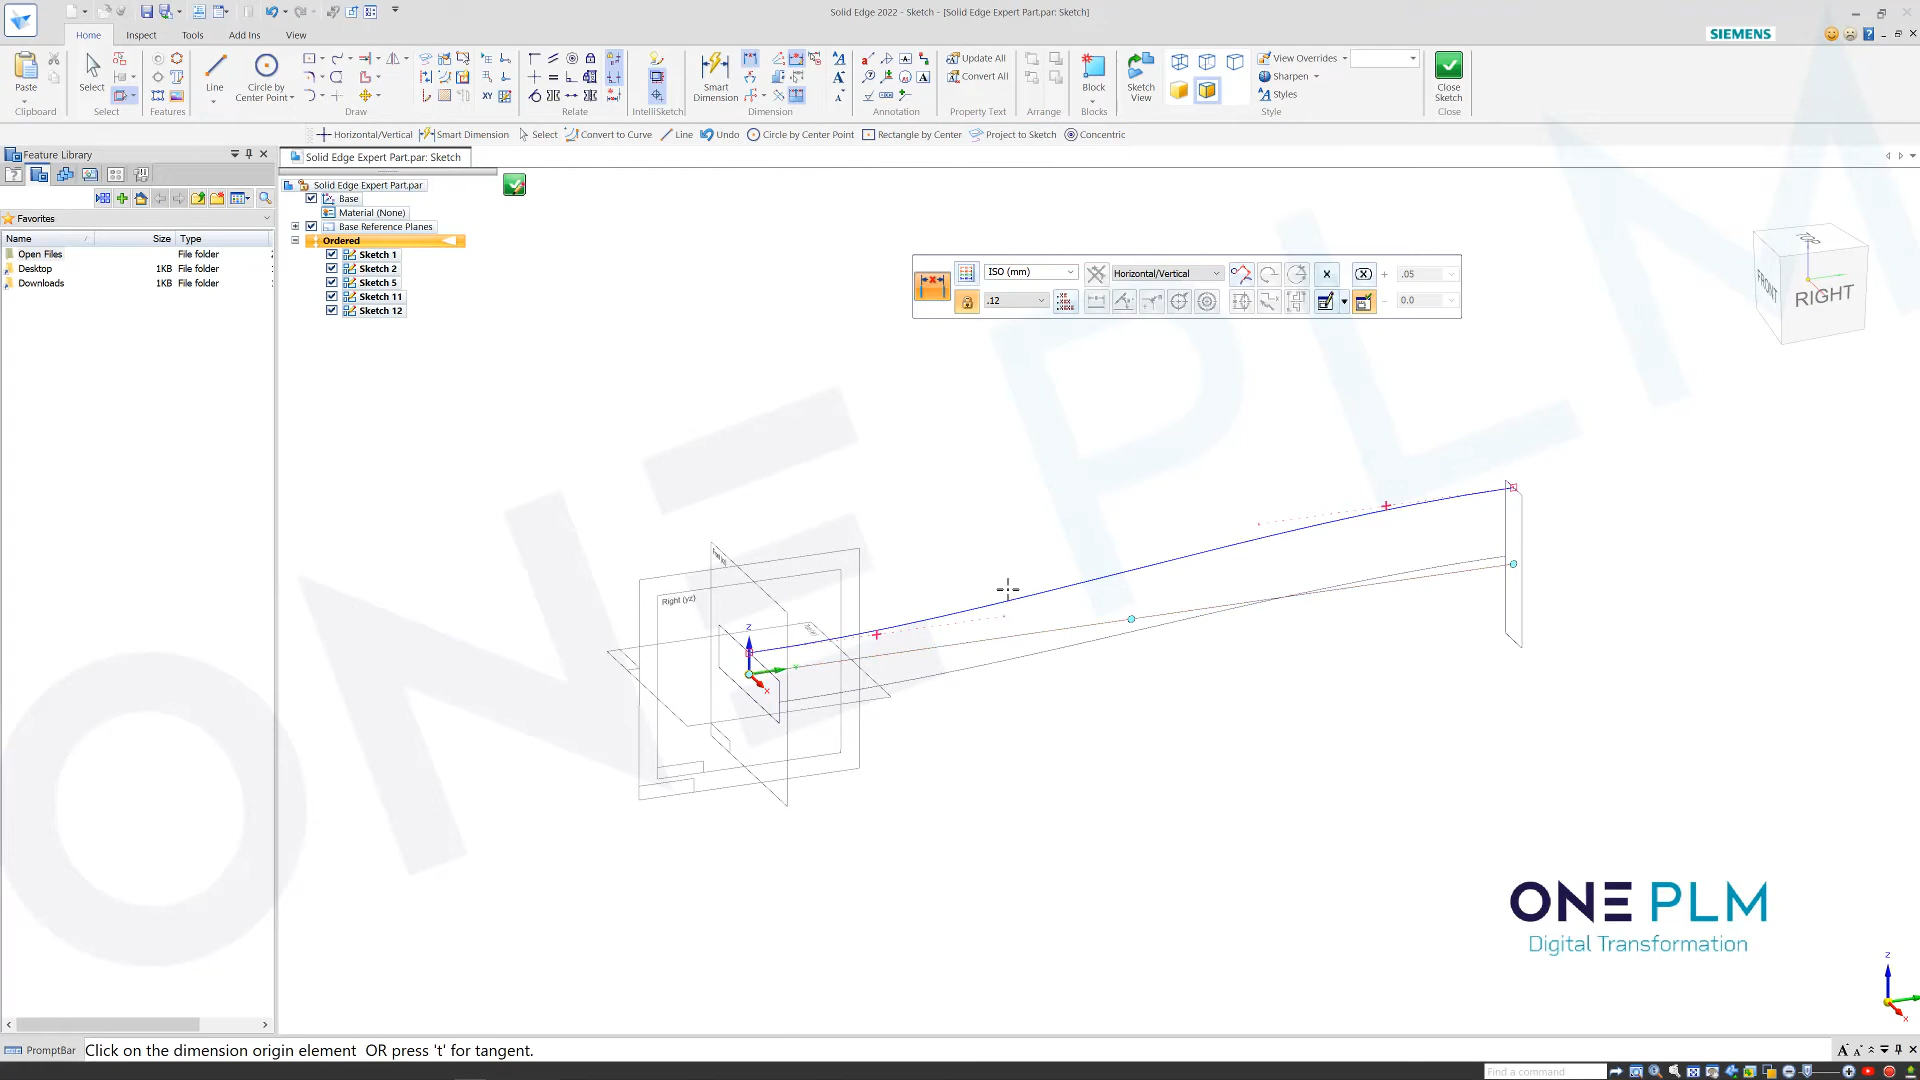 Solid Edge 2022 - Sketch - [Solid Edge Expert Part.par: Sketch]
Home
Inspect
Tools
Add Ins
View
SIEMENS
Paste
Select
Line
Circle by
Center Point
Smart
Dimension
Update All
Convert All
Block
Sketch
View
View Overrides
Sharpen
Styles
Close
Sketch
Clipboard
Select
Features
Draw
Relate
IntelliSketch
Dimension
Annotation
Property Text
Arrange
Blocks
Style
Close
Horizontal/Vertical
Smart Dimension
Select
Convert to Curve
Line
Undo
Circle by Center Point
Rectangle by Center
Project to Sketch
Concentric
Feature Library
Solid Edge Expert Part.par: Sketch
Favorites
Name
Size
Type
Open Files
File folder
Desktop
1KB
File folder
Downloads
1KB
File folder
Solid Edge Expert Part.par
Base
Material (None)
Base Reference Planes
Ordered
Sketch 1
Sketch 2
Sketch 5
Sketch 11
Sketch 12
ISO (mm)
Horizontal/Vertical
.05
.12
0.0
TOP
FRONT
RIGHT
Right (yz)
Z
Y
X
ONE PLM
ONE PLM
Digital Transformation
Z
X
PromptBar
Click on the dimension origin element OR press 't' for tangent.
Find a command